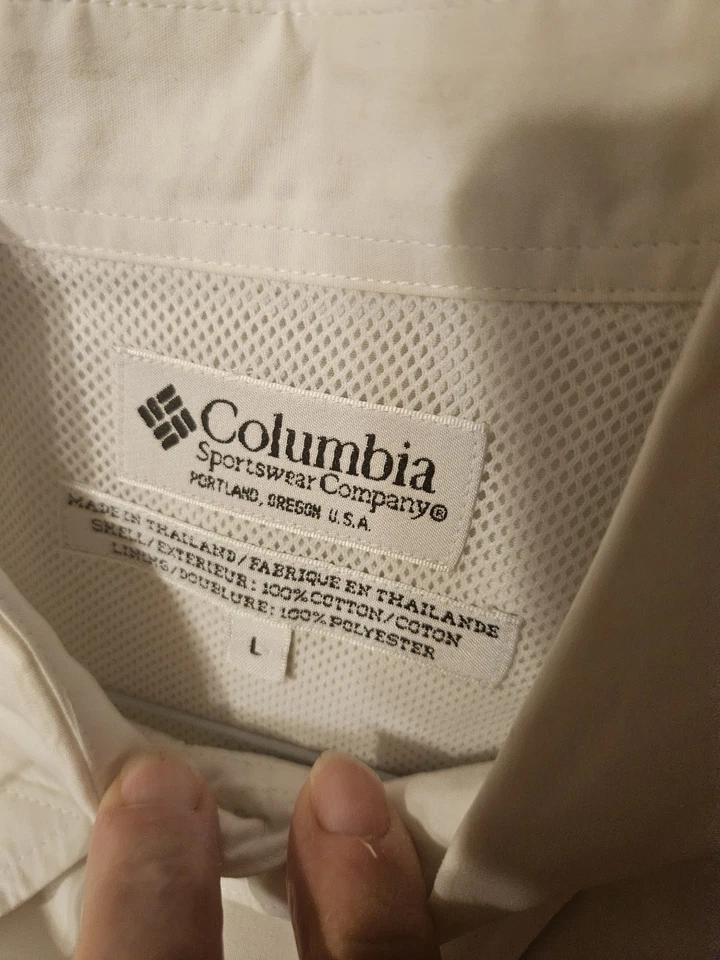 Columbia
Sportswear Company®
PORTLAND, OREGON U.S.A.
MADE IN THAILAND/FABRIQUE EN THAILANDE
SHELL/EXTERIEUR: 100% COTTON/COTON
LINING/DOUBLURE: 100% POLYESTER
L